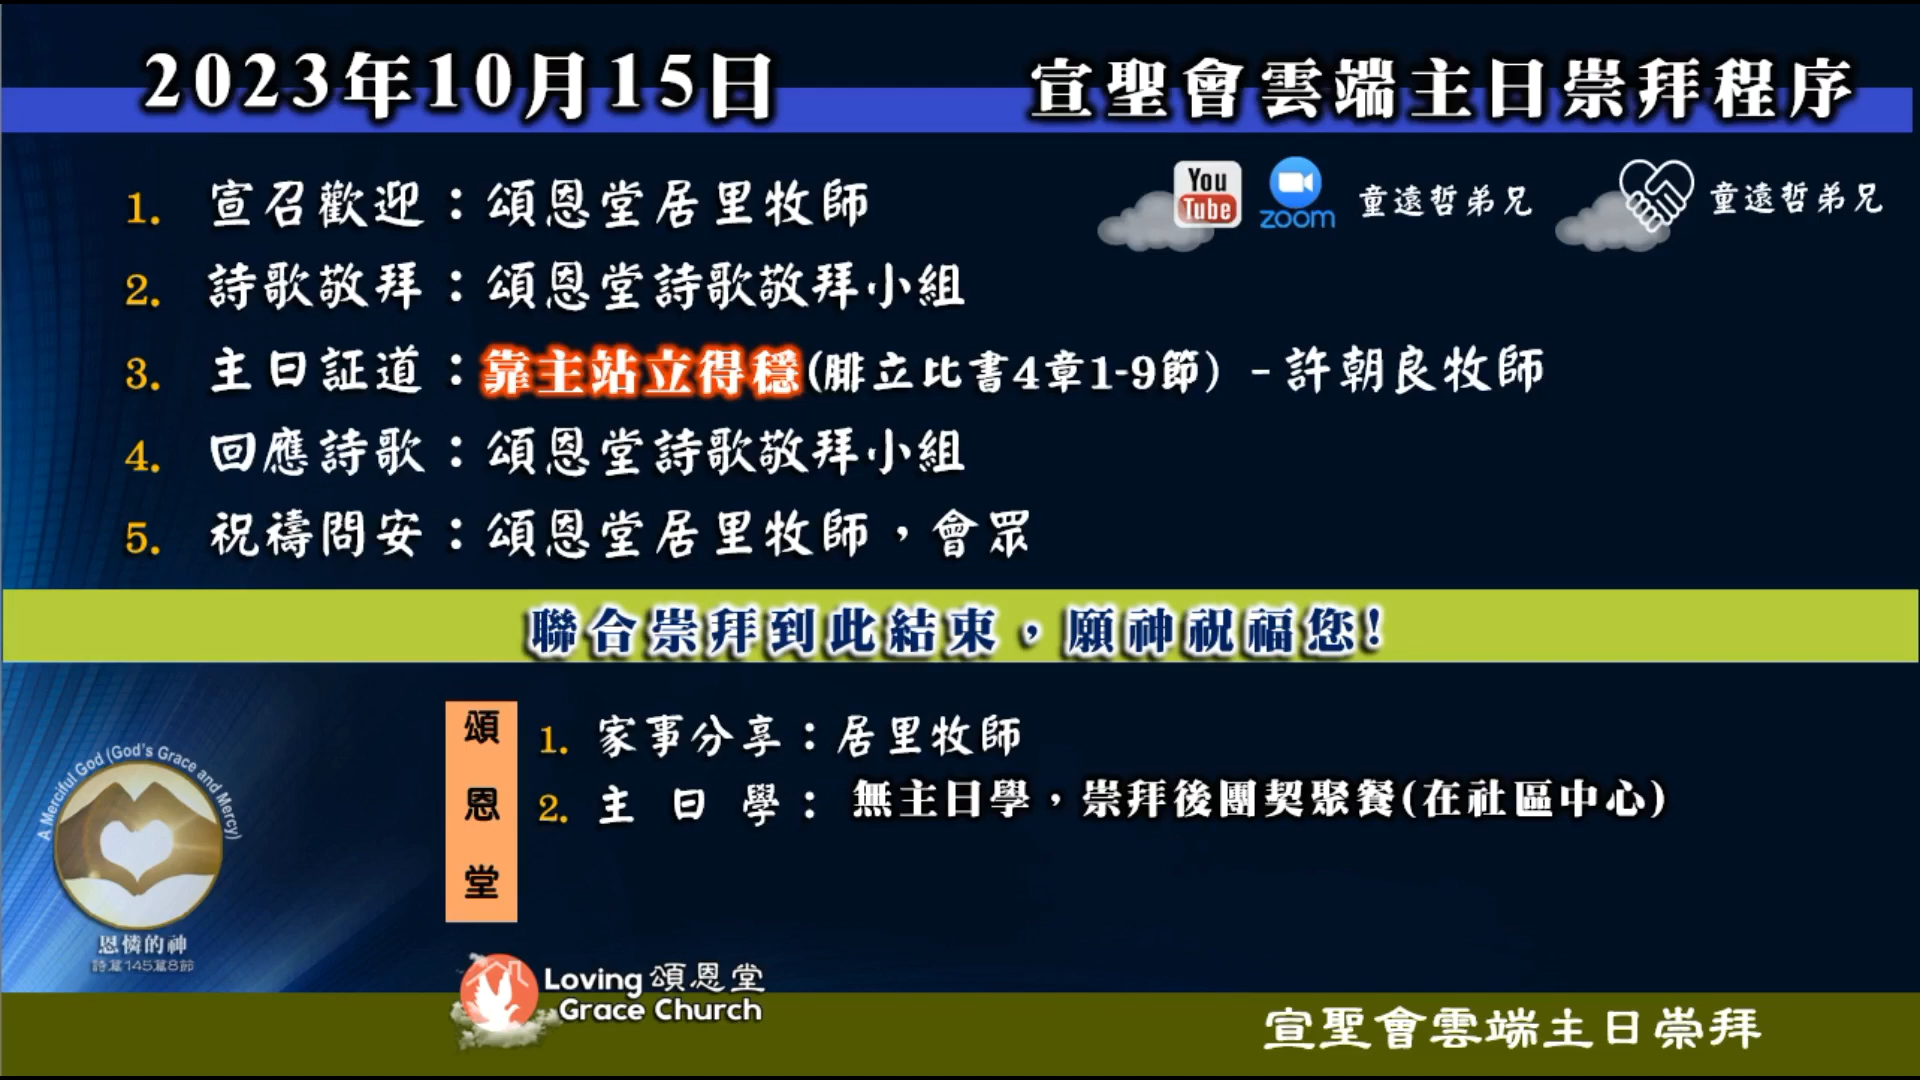 2023年10月15日
宣聖會雲端主日崇拜程序
1. 宣召歡迎：頌恩堂居里牧師
You
Tube
zoom
童遠哲弟兄
童遠哲弟兄
2. 詩歌敬拜：頌恩堂詩歌敬拜小組
3. 主日証道：靠主站立得穩(腓立比書4章1-9節) -許朝良牧師
4. 回應詩歌：頌恩堂詩歌敬拜小組
5. 祝禱問安：頌恩堂居里牧師，會眾
聯合崇拜到此結束，願神祝福您!
頌恩堂
1. 家事分享：居里牧師
2. 主日學： 無主日學，崇拜後團契聚餐(在社區中心)
A Merciful God (God's Grace and Mercy)
恩憐的神
詩篇145篇8節
Loving 頌恩堂
Grace Church
宣聖會雲端主日崇拜